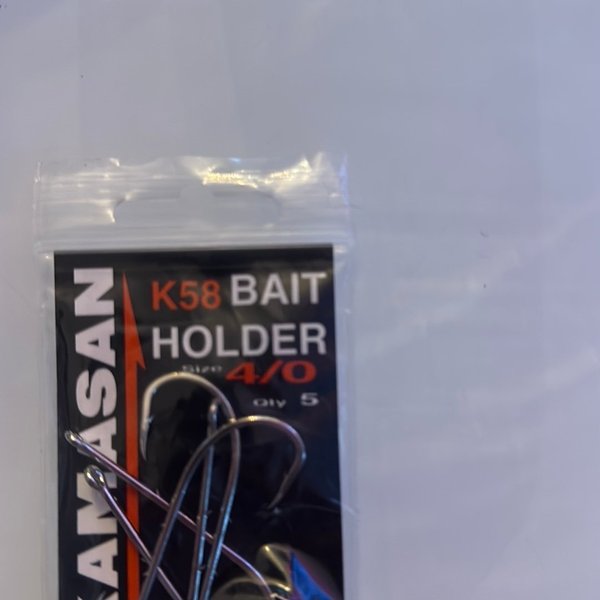 KAMASAN
K58 BAIT
HOLDER
Size 4/0
Qty 5